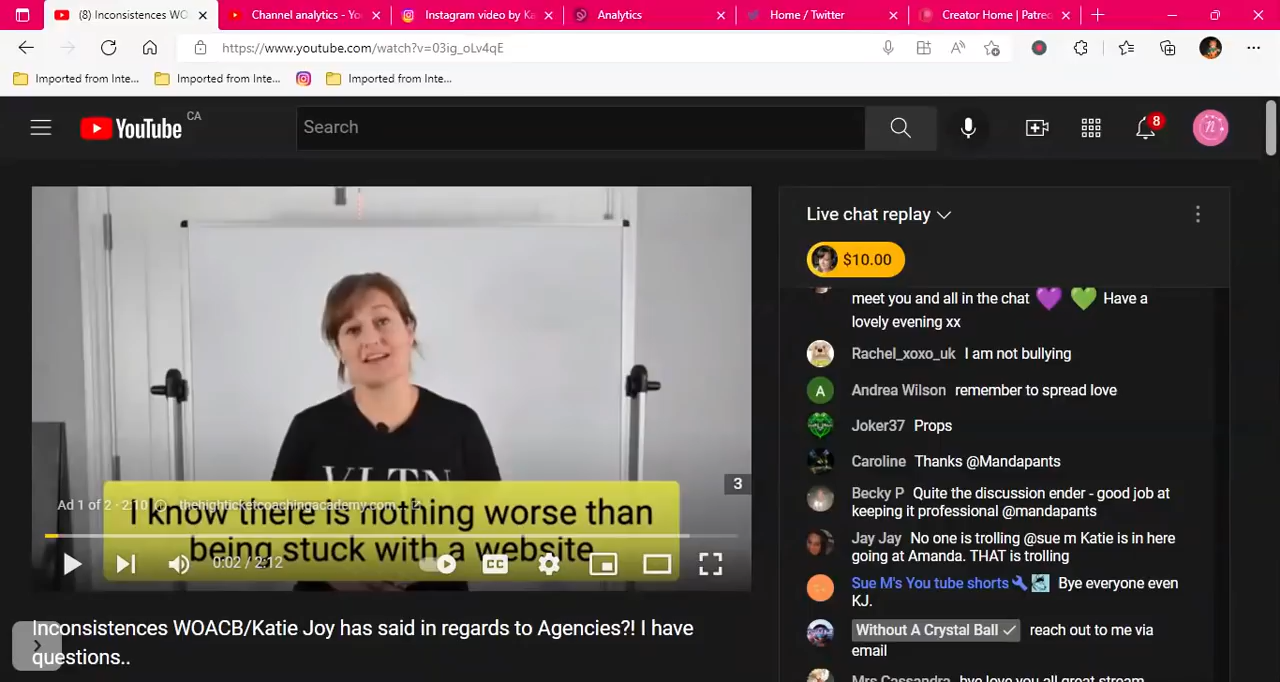 (8) Inconsistences WO
Channel analytics - Yo
Instagram video by Ka
Analytics
Home / Twitter
Creator Home | Patreo
https://www.youtube.com/watch?v=03ig_oLv4qE
Imported from Inte...
Imported from Inte...
Imported from Inte...
YouTube CA
Search
8
Live chat replay
$10.00
meet you and all in the chat 💜 💚 Have a
lovely evening xx
Rachel_xoxo_uk I am not bullying
Andrea Wilson remember to spread love
Joker37 Props
Caroline Thanks @Mandapants
Becky P Quite the discussion ender - good job at
keeping it professional @mandapants
Jay Jay No one is trolling @sue m Katie is in here
going at Amanda. THAT is trolling
Sue M's You tube shorts Bye everyone even
KJ.
Without A Crystal Ball reach out to me via
email
Mrs Cassandra bye love you all great stream
VLTN
3
Ad 1 of 2 · 2:10 thehighticketcoachingacademy.com...
I know there is nothing worse than
being stuck with a website
0:02 / 2:12
CC
Inconsistences WOACB/Katie Joy has said in regards to Agencies?! I have
questions..